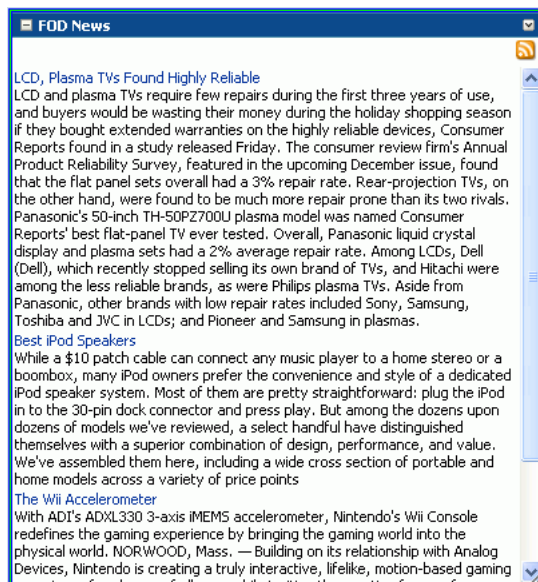 FOD News
LCD, Plasma TVs Found Highly Reliable
LCD and plasma TVs require few repairs during the first three years of use,
and buyers would be wasting their money during the holiday shopping season
if they bought extended warranties on the highly reliable devices, Consumer
Reports found in a study released Friday. The consumer review firm's Annual
Product Reliability Survey, featured in the upcoming December issue, found
that the flat panel sets overall had a 3% repair rate. Rear-projection TVs, on
the other hand, were found to be much more repair prone than its two rivals.
Panasonic's 50-inch TH-50PZ700U plasma model was named Consumer
Reports' best flat-panel TV ever tested. Overall, Panasonic liquid crystal
display and plasma sets had a 2% average repair rate. Among LCDs, Dell
(Dell), which recently stopped selling its own brand of TVs, and Hitachi were
among the less reliable brands, as were Philips plasma TVs. Aside from
Panasonic, other brands with low repair rates included Sony, Samsung,
Toshiba and JVC in LCDs; and Pioneer and Samsung in plasmas.
Best iPod Speakers
While a $10 patch cable can connect any music player to a home stereo or a
boombox, many iPod owners prefer the convenience and style of a dedicated
iPod speaker system. Most of them are pretty straightforward: plug the iPod
in to the 30-pin dock connector and press play. But among the dozens upon
dozens of models we've reviewed, a select handful have distinguished
themselves with a superior combination of design, performance, and value.
We've assembled them here, including a wide cross section of portable and
home models across a variety of price points
The Wii Accelerometer
With ADI's ADXL330 3-axis iMEMS accelerometer, Nintendo's Wii Console
redefines the gaming experience by bringing the gaming world into the
physical world. NORWOOD, Mass. — Building on its relationship with Analog
Devices, Nintendo is creating a truly interactive, lifelike, motion-based gaming